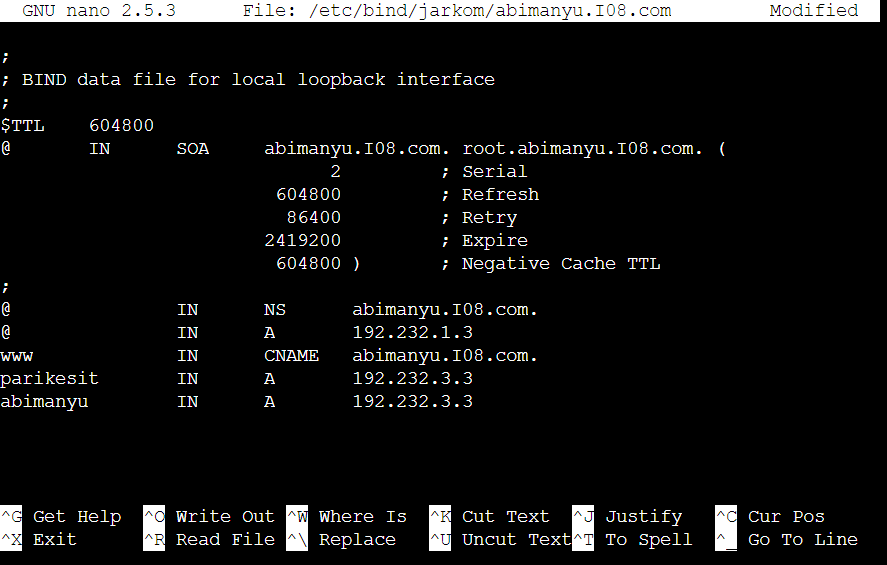 GNU nano 2.5.3 File: /etc/bind/jarkom/abimanyu.I08.com Modified
;
; BIND data file for local loopback interface
;
$TTL 604800
@ IN SOA abimanyu.I08.com. root.abimanyu.I08.com. (
2 ; Serial
604800 ; Refresh
86400 ; Retry
2419200 ; Expire
604800 ) ; Negative Cache TTL
;
@ IN NS abimanyu.I08.com.
@ IN A 192.232.1.3
www IN CNAME abimanyu.I08.com.
parikesit IN A 192.232.3.3
abimanyu IN A 192.232.3.3
^G Get Help ^O Write Out ^W Where Is ^K Cut Text ^J Justify ^C Cur Pos
^X Exit ^R Read File ^\ Replace ^U Uncut Text ^T To Spell ^_ Go To Line